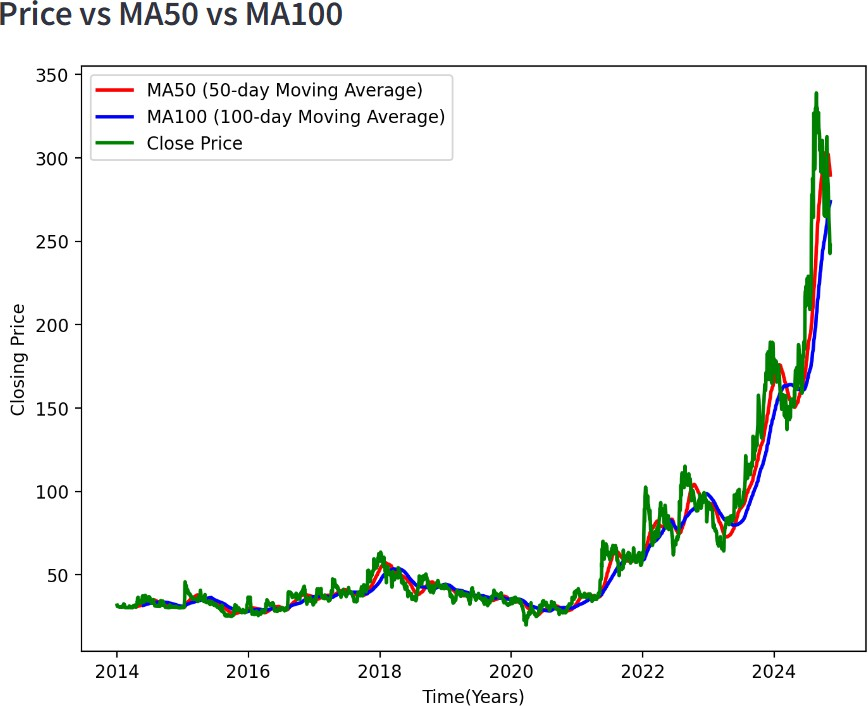 Price vs MA50 vs MA100
MA50 (50-day Moving Average)
MA100 (100-day Moving Average)
Close Price
350
300
250
200
150
100
50
Closing Price
2014 2016 2018 2020 2022 2024
Time(Years)